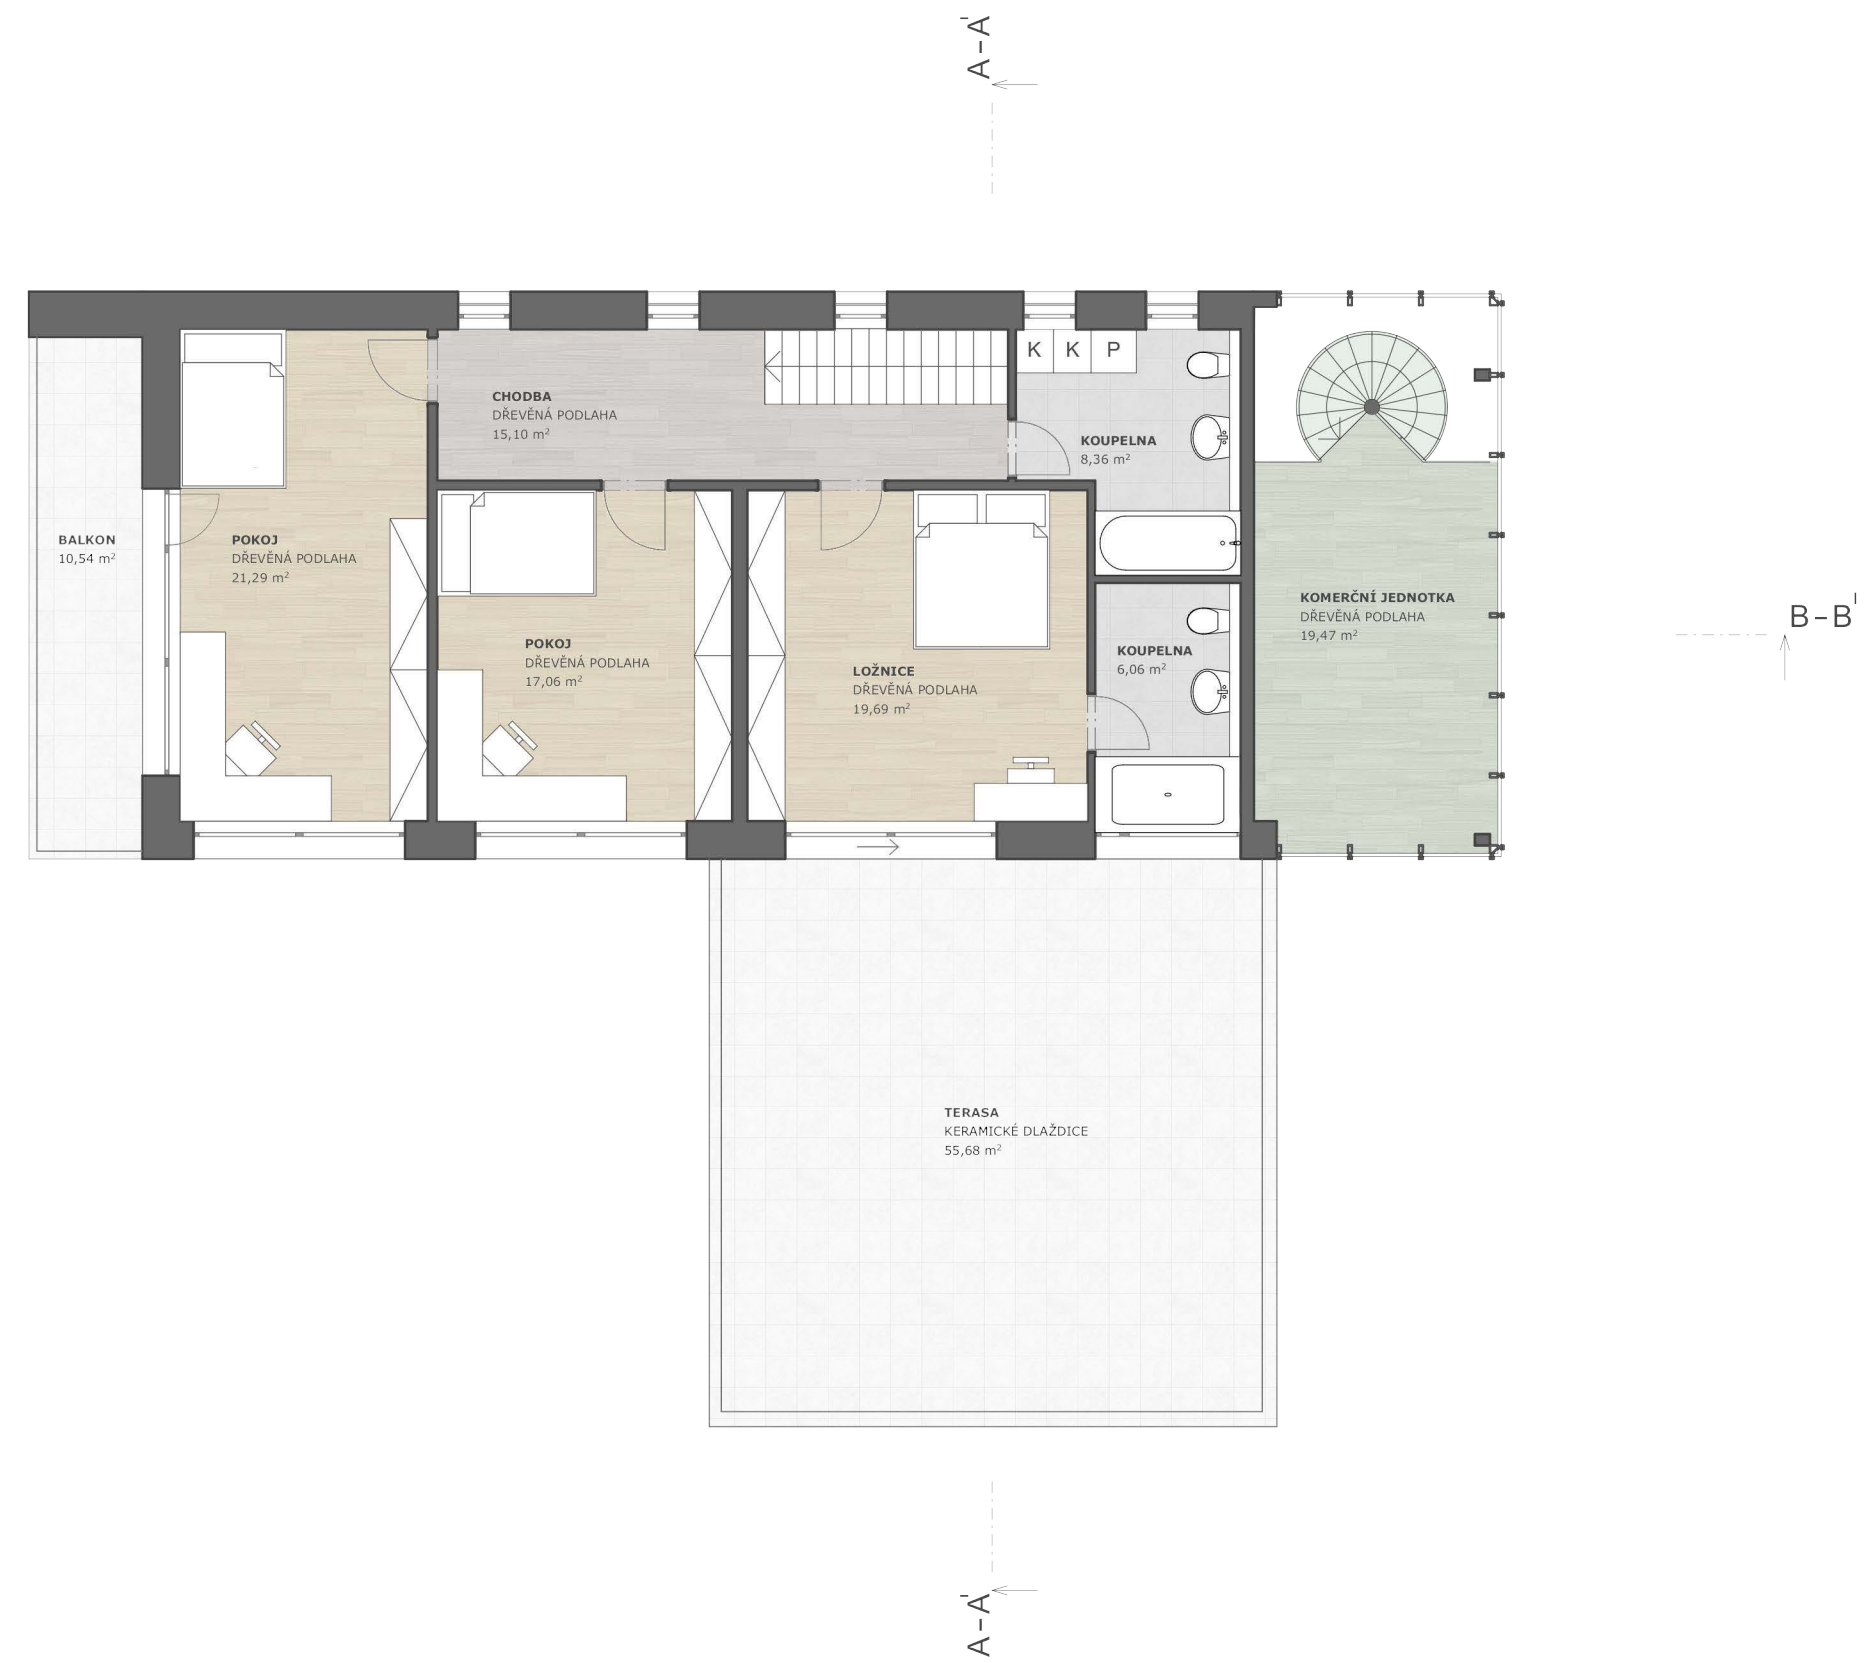 A-A'
CHODBA
DŘEVĚNÁ PODLAHA
15,10 m²
K K P
KOUPELNA
8,36 m²
BALKON
10,54 m²
POKOJ
DŘEVĚNÁ PODLAHA
21,29 m²
POKOJ
DŘEVĚNÁ PODLAHA
17,06 m²
LOŽNICE
DŘEVĚNÁ PODLAHA
19,69 m²
KOUPELNA
6,06 m²
KOMERČNÍ JEDNOTKA
DŘEVĚNÁ PODLAHA
19,47 m²
B-B'
TERASA
KERAMICKÉ DLAŽDICE
55,68 m²
A-A'